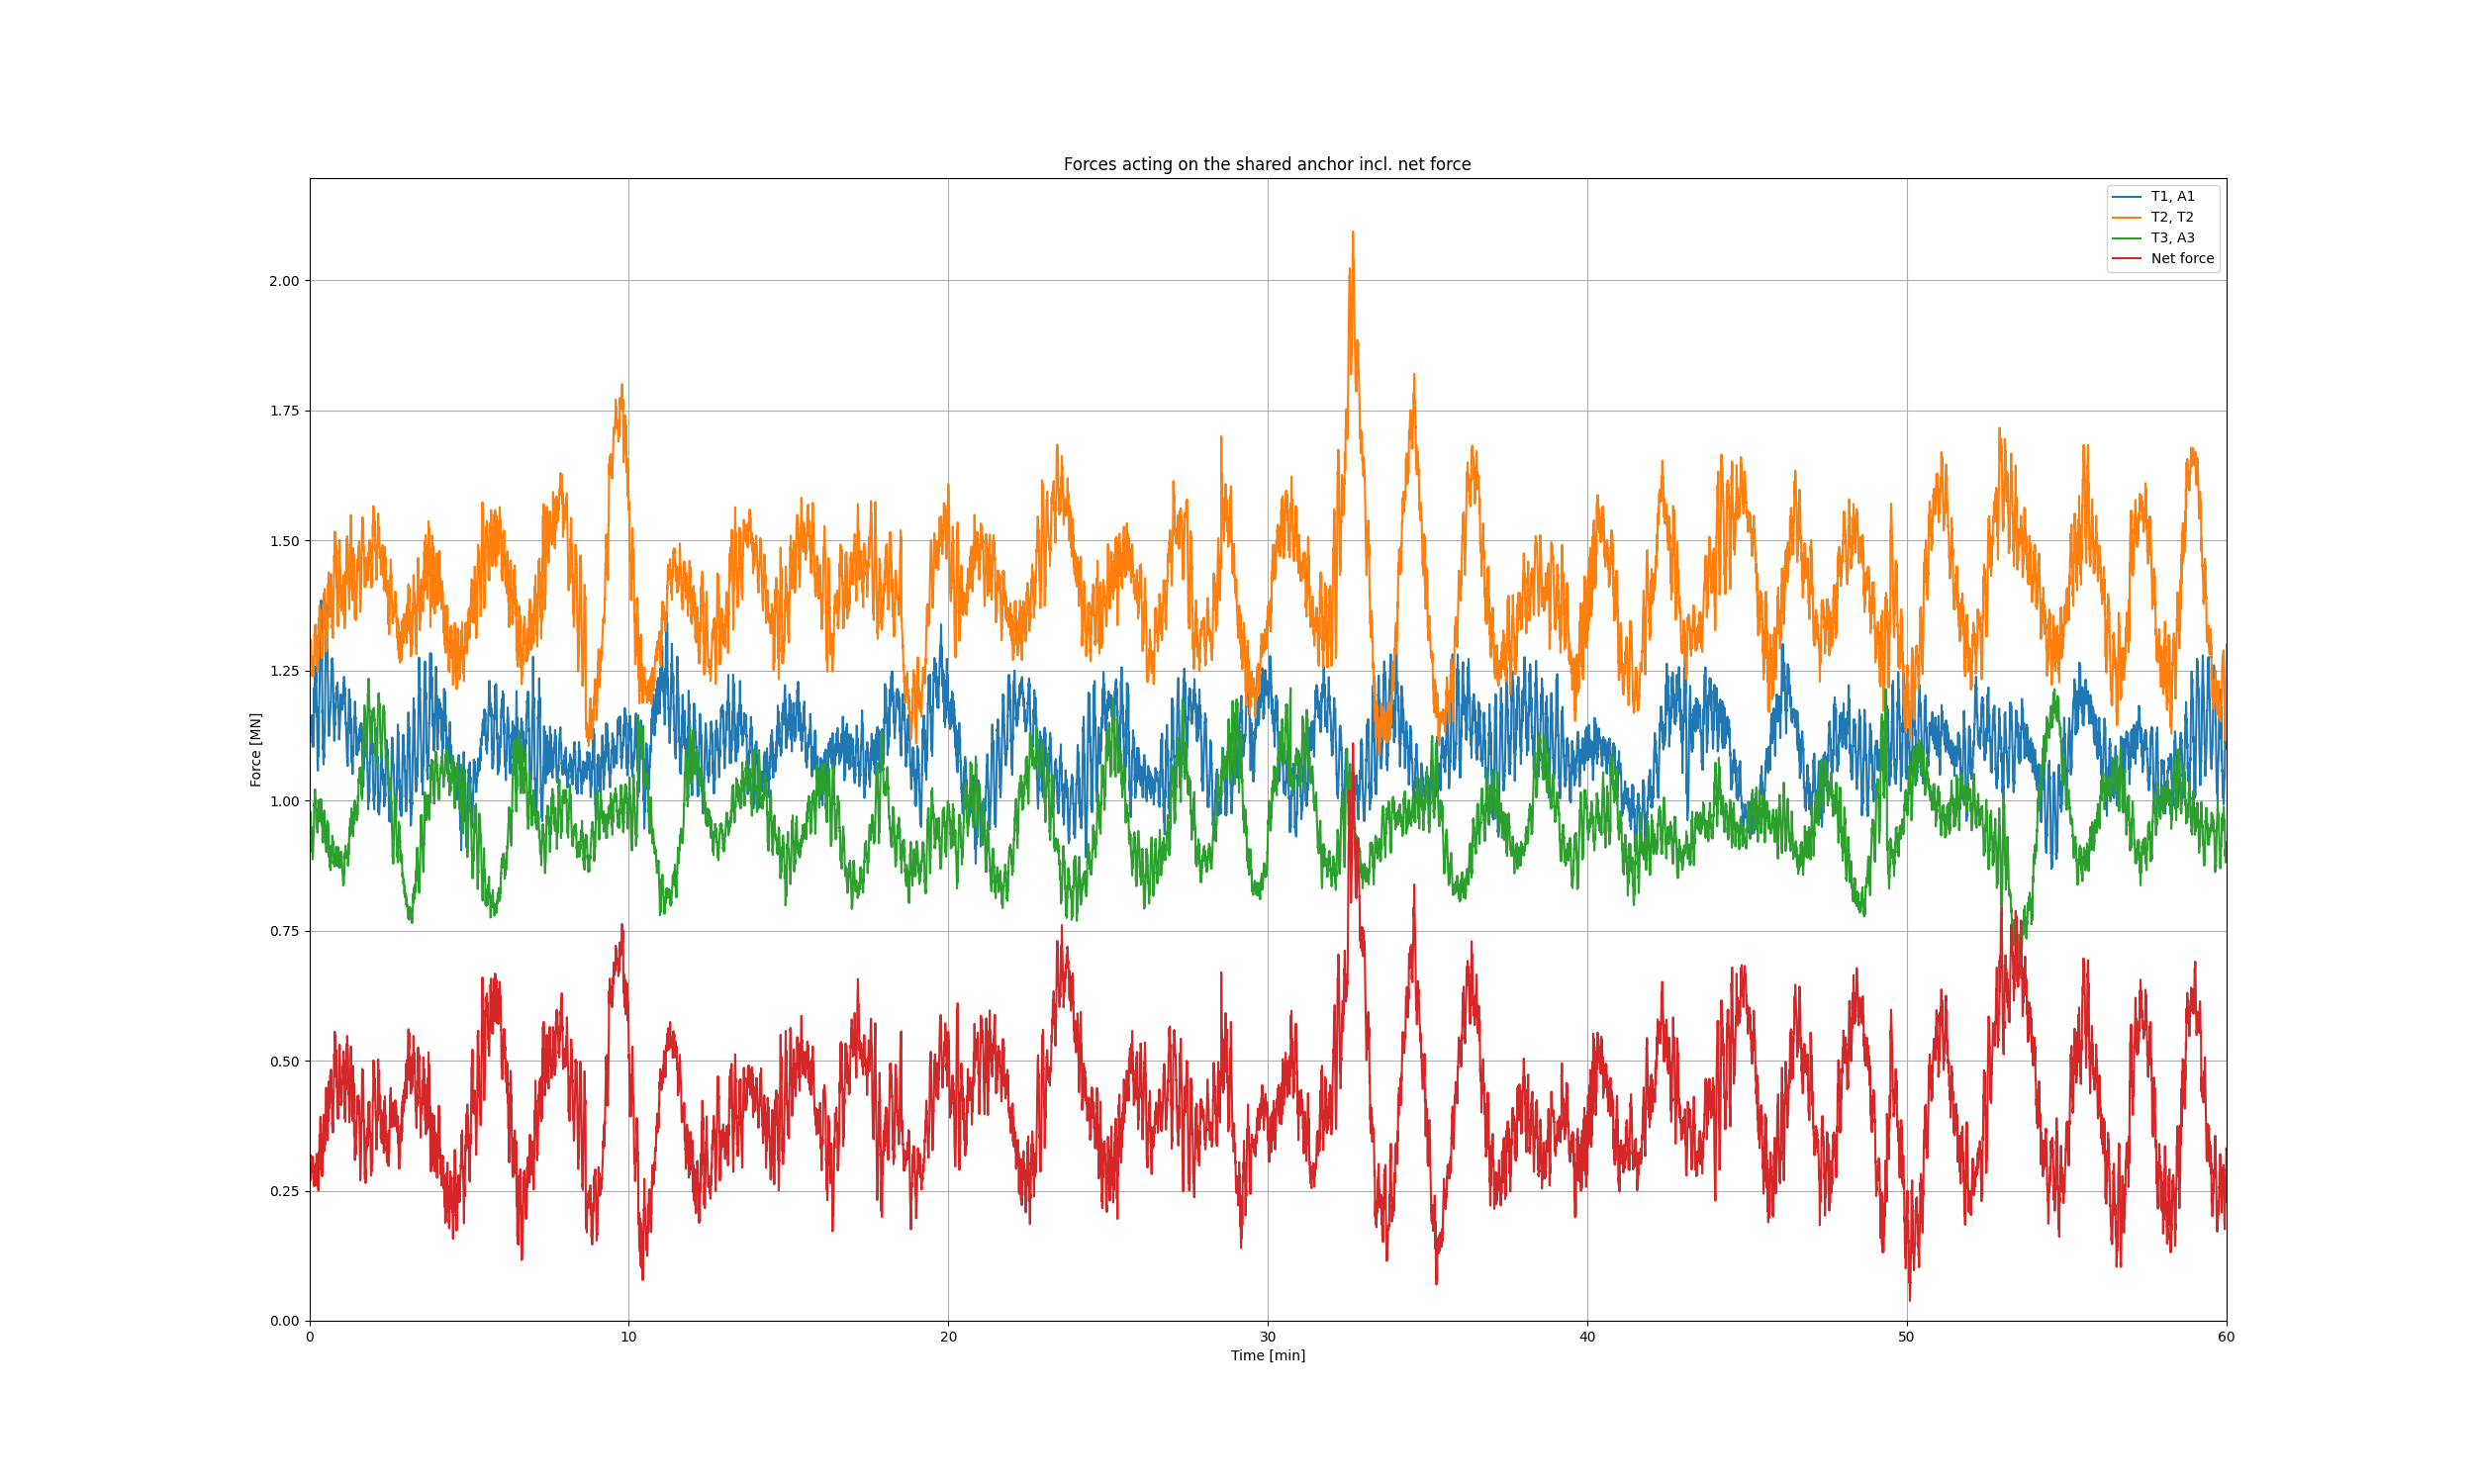 Forces acting on the shared anchor incl. net force
T1, A1
T2, T2
T3, A3
Net force
2.00
1.75
1.50
1.25
1.00
0.75
0.50
0.25
0.00
Force [MN]
0 10 20 30 40 50 60
Time [min]